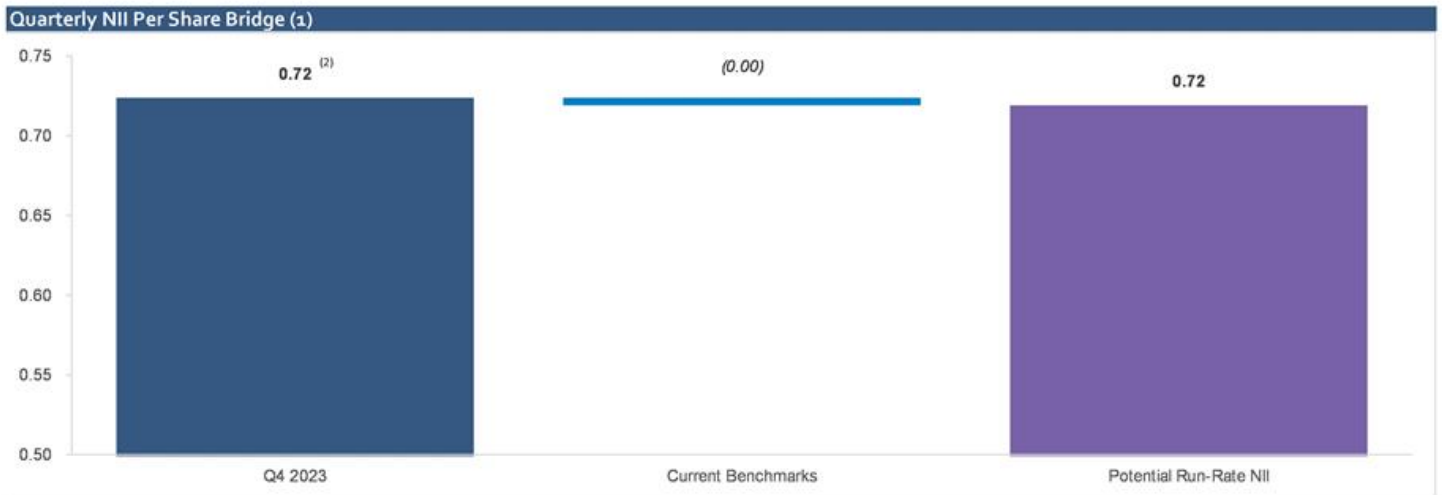 Quarterly NII Per Share Bridge (1)
0.75
0.72 (2)
(0.00)
0.72
0.70
0.65
0.60
0.55
0.50
Q4 2023
Current Benchmarks
Potential Run-Rate NII